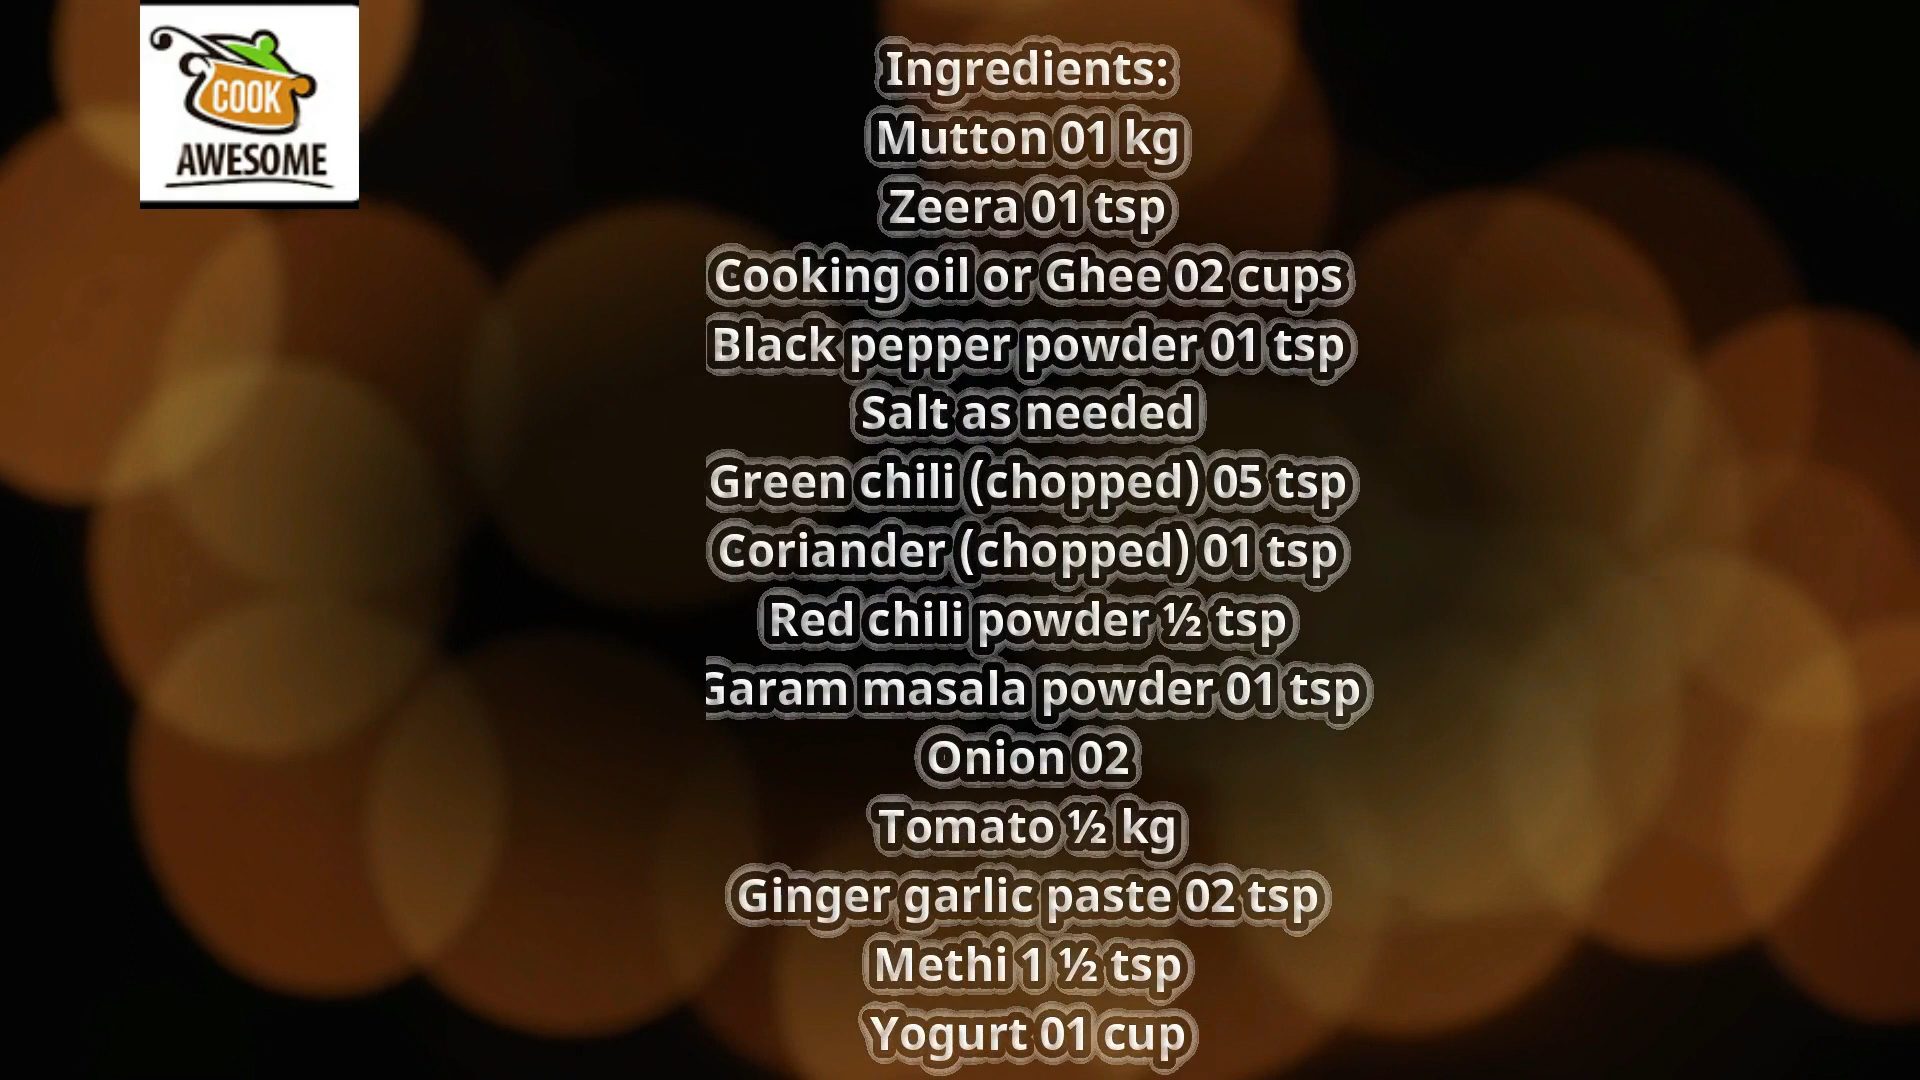 COOK
AWESOME
Ingredients:
Mutton 01 kg
Zeera 01 tsp
Cooking oil or Ghee 02 cups
Black pepper powder 01 tsp
Salt as needed
Green chili (chopped) 05 tsp
Coriander (chopped) 01 tsp
Red chili powder ½ tsp
Garam masala powder 01 tsp
Onion 02
Tomato ½ kg
Ginger garlic paste 02 tsp
Methi 1 ½ tsp
Yogurt 01 cup